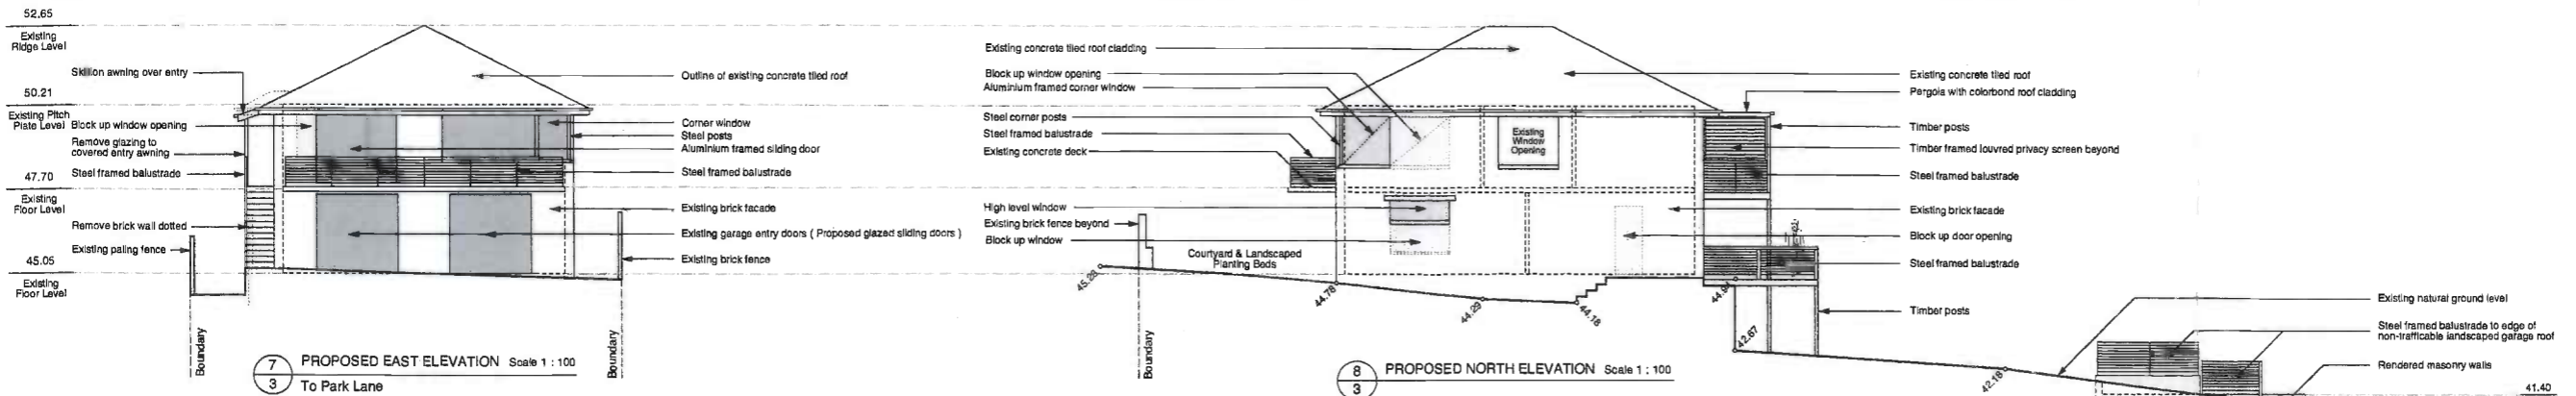 52.65
Existing
Ridge Level
Skillion awning over entry
50.21
Existing Pitch
Plate Level
Block up window opening
Remove glazing to
covered entry awning
Steel framed balustrade
47.70
Existing
Floor Level
Remove brick wall dotted
Existing paling fence
45.05
Existing
Floor Level
Outline of existing concrete tiled roof
Corner window
Steel posts
Aluminium framed sliding door
Steel framed balustrade
Existing brick facade
Existing garage entry doors ( Proposed glazed sliding doors )
Existing brick fence
Boundary
Boundary
7
3
PROPOSED EAST ELEVATION Scale 1 : 100
To Park Lane
Existing concrete tiled roof cladding
Block up window opening
Aluminium framed corner window
Steel corner posts
Steel framed balustrade
Existing concrete deck
High level window
Existing brick fence beyond
Block up window
Courtyard & Landscaped
Planting Beds
Existing
Window
Opening
45.28
44.78
44.29
44.18
44.94
42.67
42.18
Boundary
8
3
PROPOSED NORTH ELEVATION Scale 1 : 100
Existing concrete tiled roof
Pergola with colorbond roof cladding
Timber posts
Timber framed louvred privacy screen beyond
Steel framed balustrade
Existing brick facade
Block up door opening
Steel framed balustrade
Timber posts
Existing natural ground level
Steel framed balustrade to edge of
non-trafficable landscaped garage roof
Rendered masonry walls
41.40